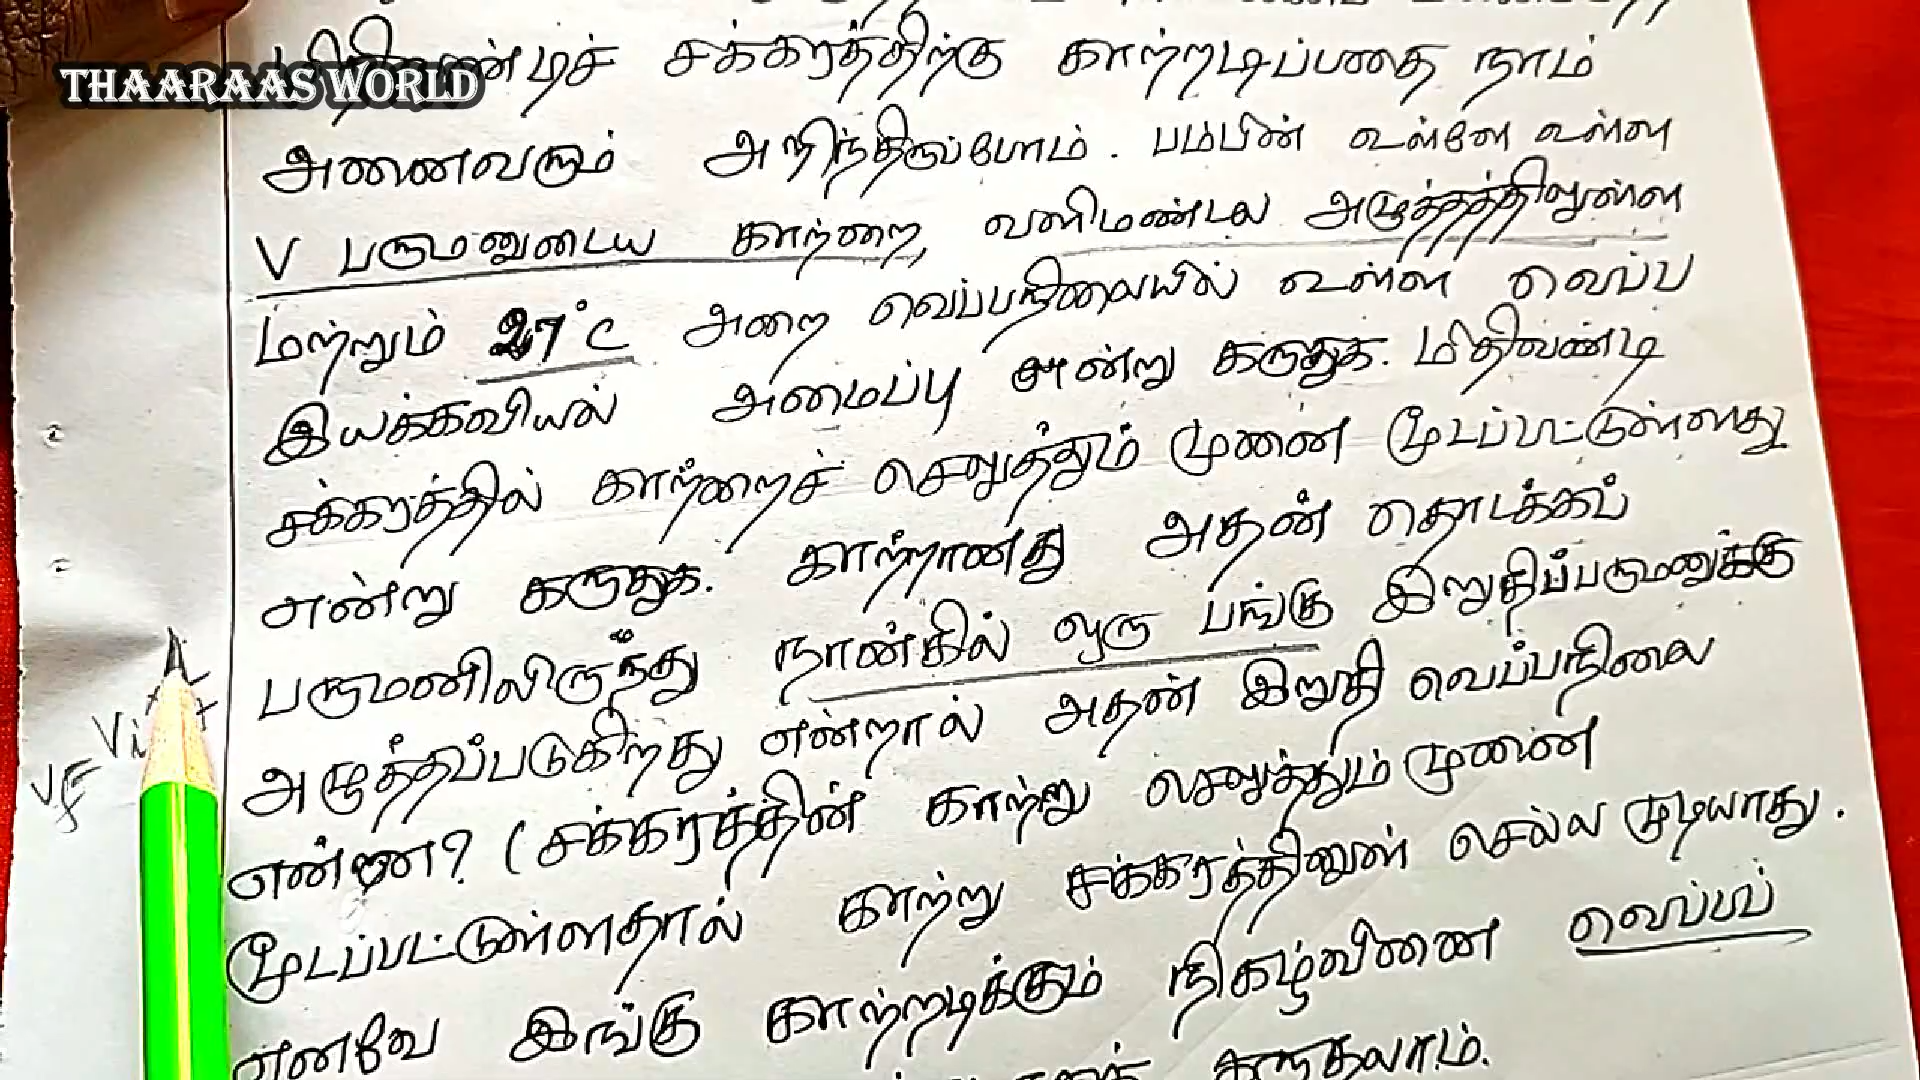 THAARAAS WORLD
சக்கரத்திற்கு காற்றடிப்பதை நாம்
அனைவரும் அறிந்திருப்போம். பம்பின் உள்ளே உள்ள
V பருமனுடைய காற்றை, வளிமண்டல அழுத்தத்திலுள்ள
மற்றும் 27°C அறை வெப்பநிலையில் உள்ள வெப்ப
இயக்கவியல் அமைப்பு என்று கருதுக. மிதிவண்டி
சக்கரத்தில் காற்றைச் செலுத்தும் முனை மூடப்பட்டுள்ளது
என்று கருதுக. காற்றானது அதன் தொடக்கப்
பருமனிலிருந்து நான்கில் ஒரு பங்கு இறுதிப்பருமனுக்கு
அழுத்தப்படுகிறது என்றால் அதன் இறுதி வெப்பநிலை
என்ன? (சக்கரத்தின் காற்று செலுத்தும் முனை
மூடப்பட்டுள்ளதால் காற்று சக்கரத்தினுள் செல்ல முடியாது.
எனவே இங்கு காற்றடிக்கும் நிகழ்வினை வெப்பப்
கருதலாம்.
Vi
Vf